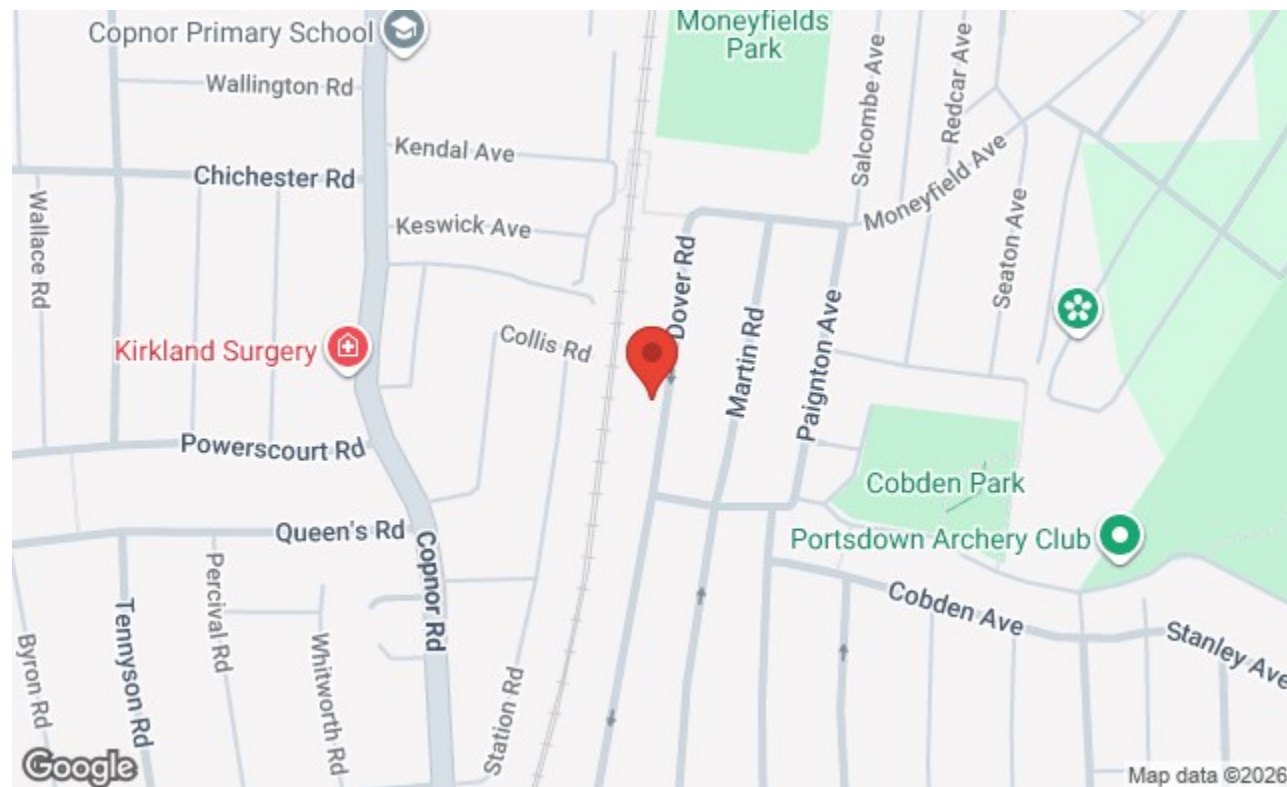 Copnor Primary School
Moneyfields
Park
Wallington Rd
Salcombe Ave
Redcar Ave
Kendal Ave
Chichester Rd
Moneyfield Ave
Wallace Rd
Keswick Ave
Seaton Ave
Dover Rd
Martin Rd
Paignton Ave
Collis Rd
Kirkland Surgery
Powerscourt Rd
Cobden Park
Queen's Rd
Portsdown Archery Club
Copnor Rd
Percival Rd
Tennyson Rd
Cobden Ave
Stanley Ave
Byron Rd
Whitworth Rd
Station Rd
Google
Map data ©2026